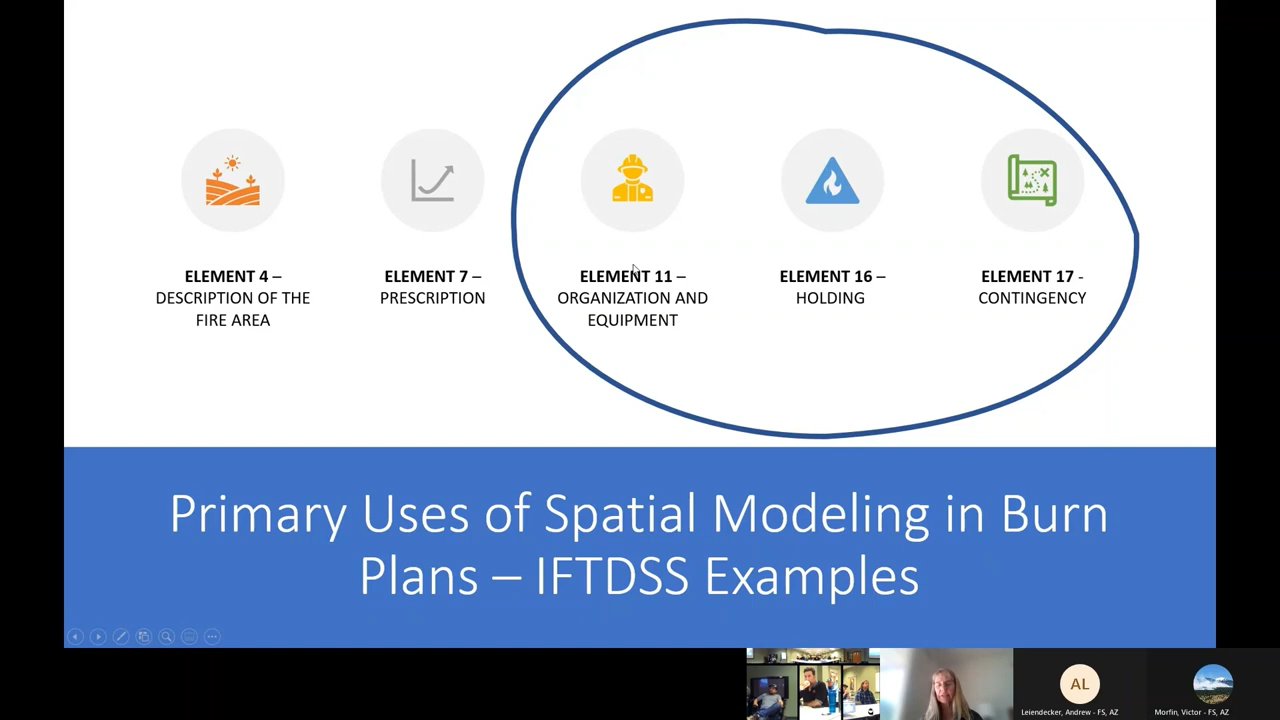 ELEMENT 4 –
DESCRIPTION OF THE
FIRE AREA
ELEMENT 7 –
PRESCRIPTION
ELEMENT 11 –
ORGANIZATION AND
EQUIPMENT
ELEMENT 16 –
HOLDING
ELEMENT 17 -
CONTINGENCY
Primary Uses of Spatial Modeling in Burn
Plans – IFTDSS Examples
AL
Leiendecker, Andrew - FS, AZ
Morfin, Victor - FS, AZ